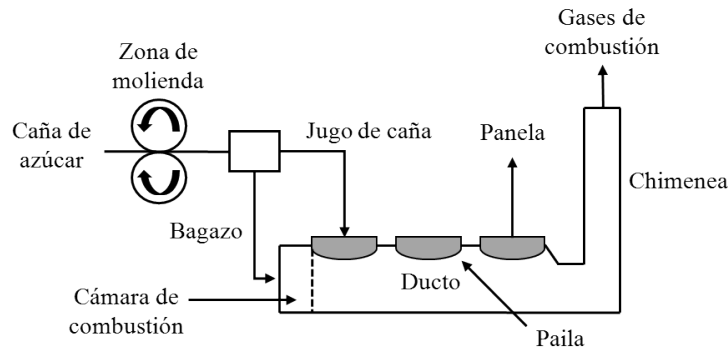 Gases de
combustión
Zona de
molienda
Caña de
azúcar
Jugo de caña
Panela
Chimenea
Bagazo
Ducto
Cámara de
combustión
Paila